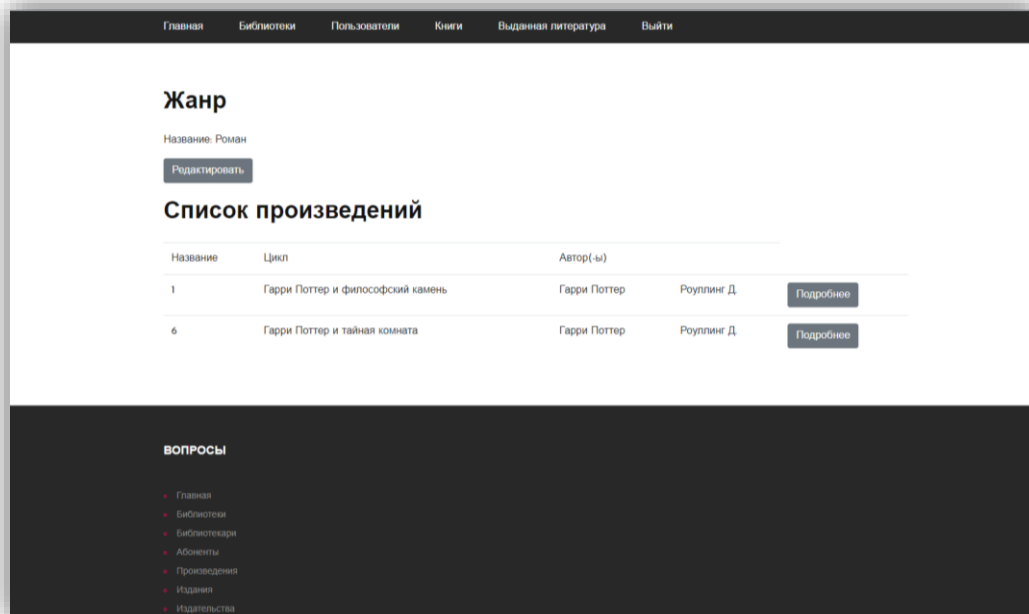 Главная Библиотеки Пользователи Книги Выданная литература Выйти
Жанр
Название: Роман
Редактировать
Список произведений
Название Цикл Автор(-ы)
1 Гарри Поттер и философский камень Гарри Поттер Роуллинг Д. Подробнее
6 Гарри Поттер и тайная комната Гарри Поттер Роуллинг Д. Подробнее
ВОПРОСЫ
Главная
Библиотеки
Библиотекари
Абоненты
Произведения
Издания
Издательства